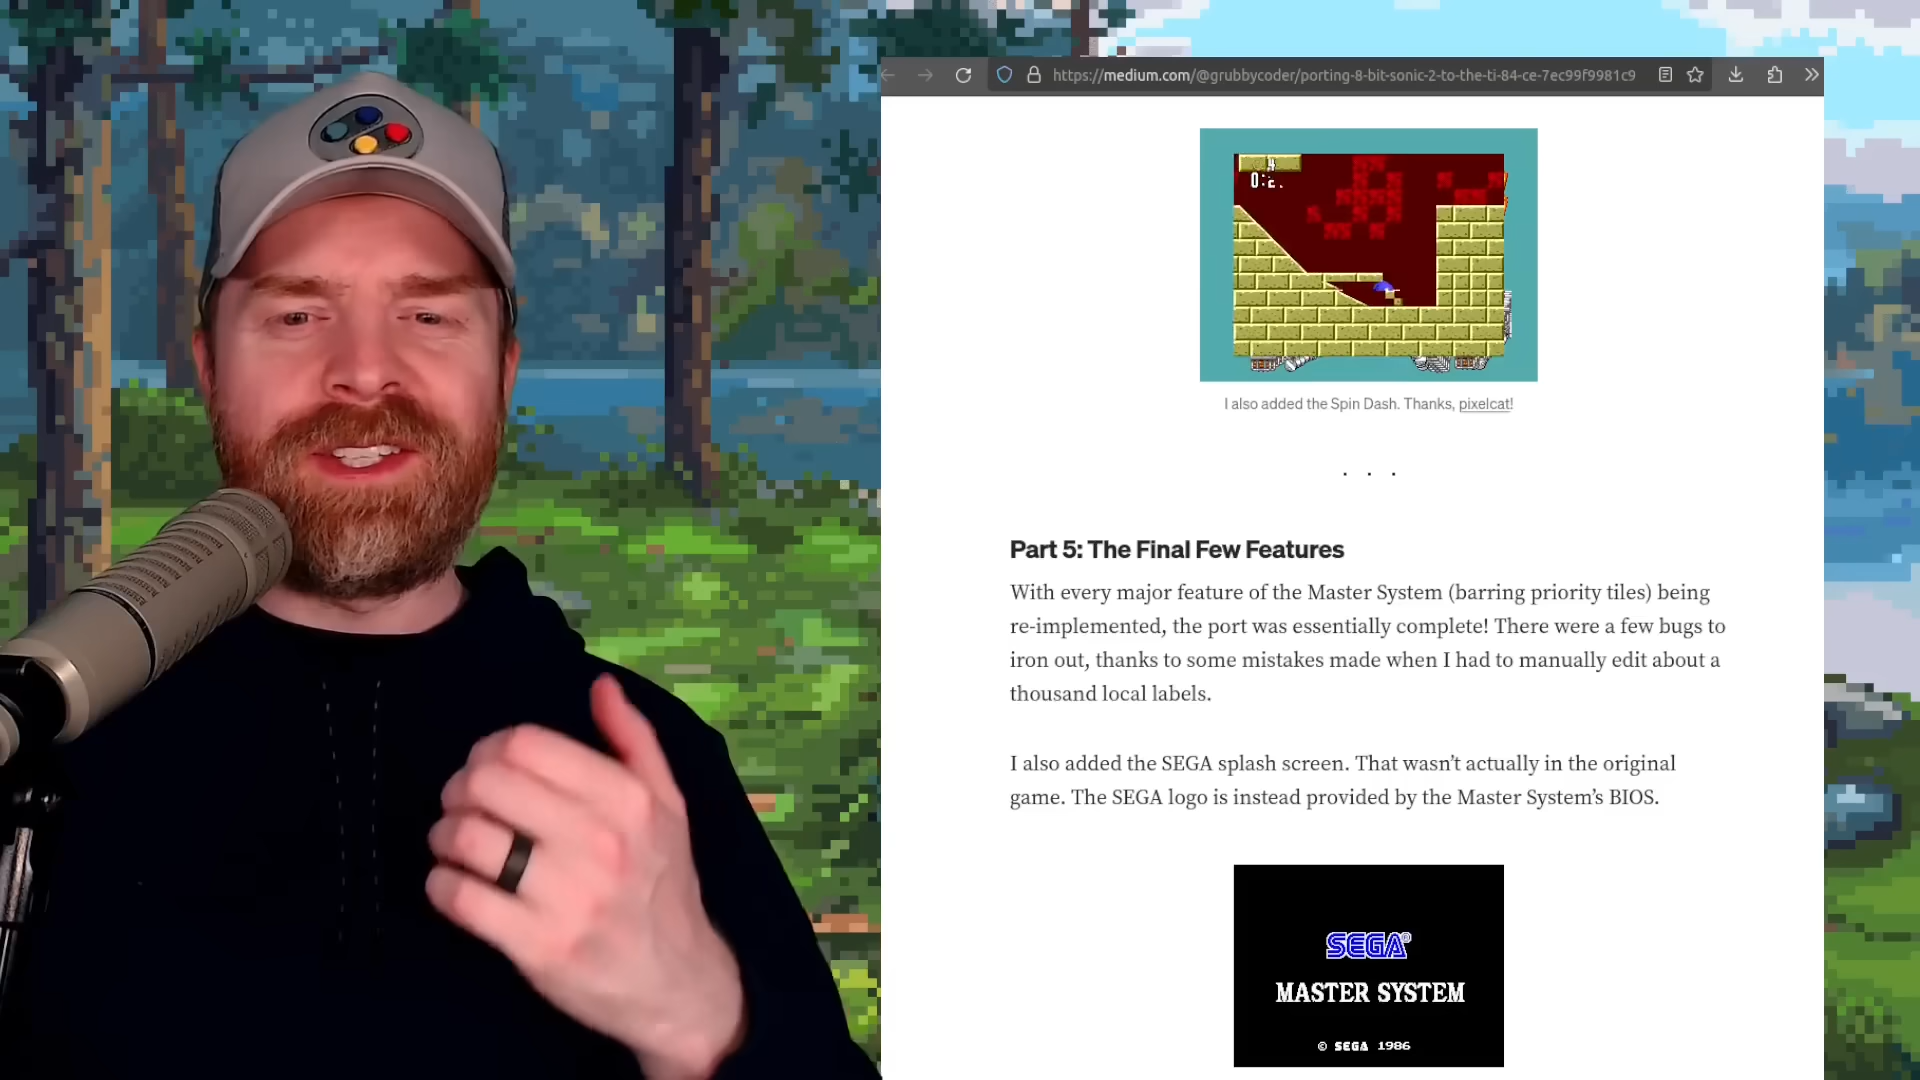 https://medium.com/@grubbycoder/porting-8-bit-sonic-2-to-the-ti-84-ce-7ec99f9981c9
I also added the Spin Dash. Thanks, pixelcat!
. . .
Part 5: The Final Few Features
With every major feature of the Master System (barring priority tiles) being
re-implemented, the port was essentially complete! There were a few bugs to
iron out, thanks to some mistakes made when I had to manually edit about a
thousand local labels.
I also added the SEGA splash screen. That wasn’t actually in the original
game. The SEGA logo is instead provided by the Master System’s BIOS.
SEGA®
MASTER SYSTEM
© SEGA 1986